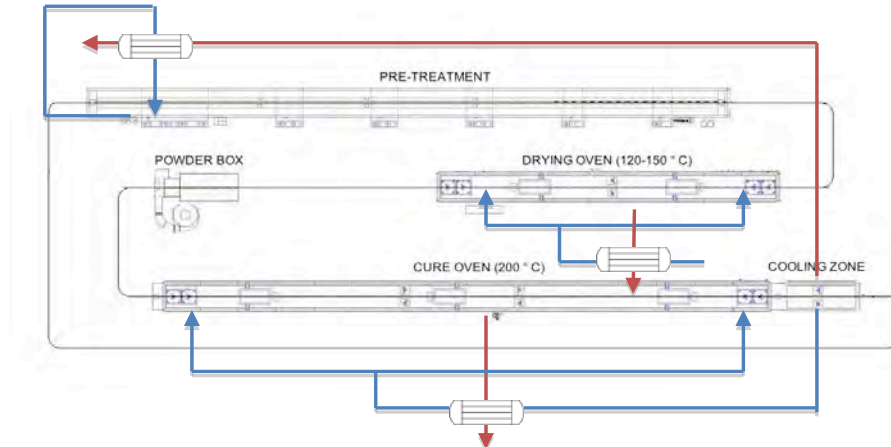 PRE-TREATMENT
POWDER BOX
DRYING OVEN (120-150 ° C)
CURE OVEN (200 ° C)
COOLING ZONE